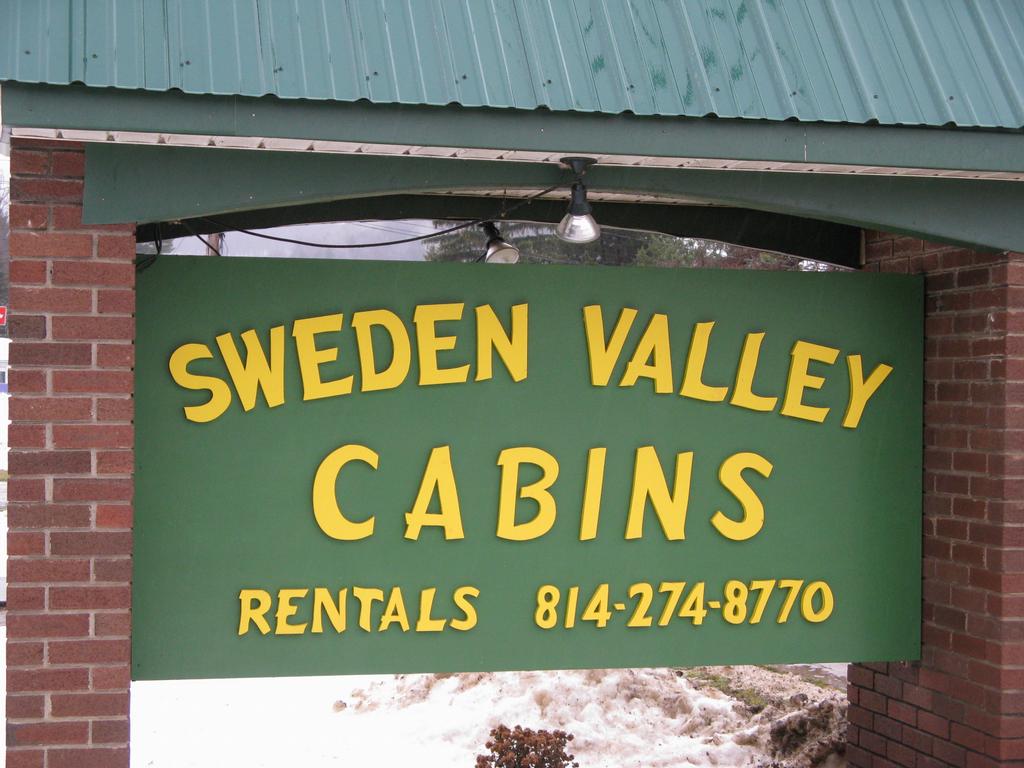 SWEDEN VALLEY
CABINS
RENTALS 814-274-8770